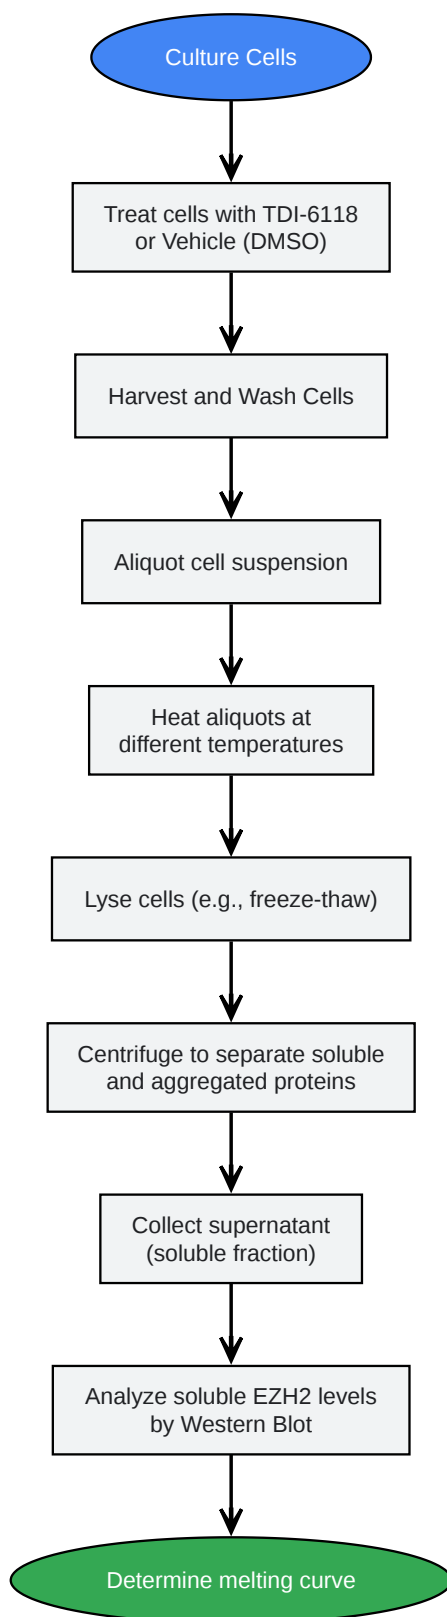 Culture Cells
Treat cells with TDI-6118
or Vehicle (DMSO)
Harvest and Wash Cells
Aliquot cell suspension
Heat aliquots at
different temperatures
Lyse cells (e.g., freeze-thaw)
Centrifuge to separate soluble
and aggregated proteins
Collect supernatant
(soluble fraction)
Analyze soluble EZH2 levels
by Western Blot
Determine melting curve